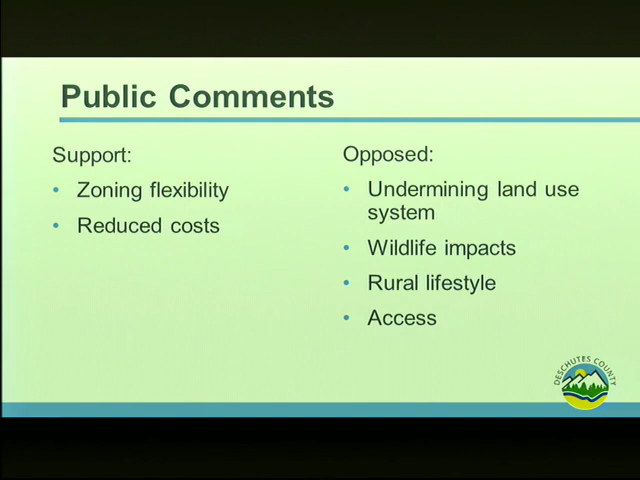 Public Comments
Support:
• Zoning flexibility
• Reduced costs
Opposed:
• Undermining land use
system
• Wildlife impacts
• Rural lifestyle
• Access
DESCHUTES COUNTY